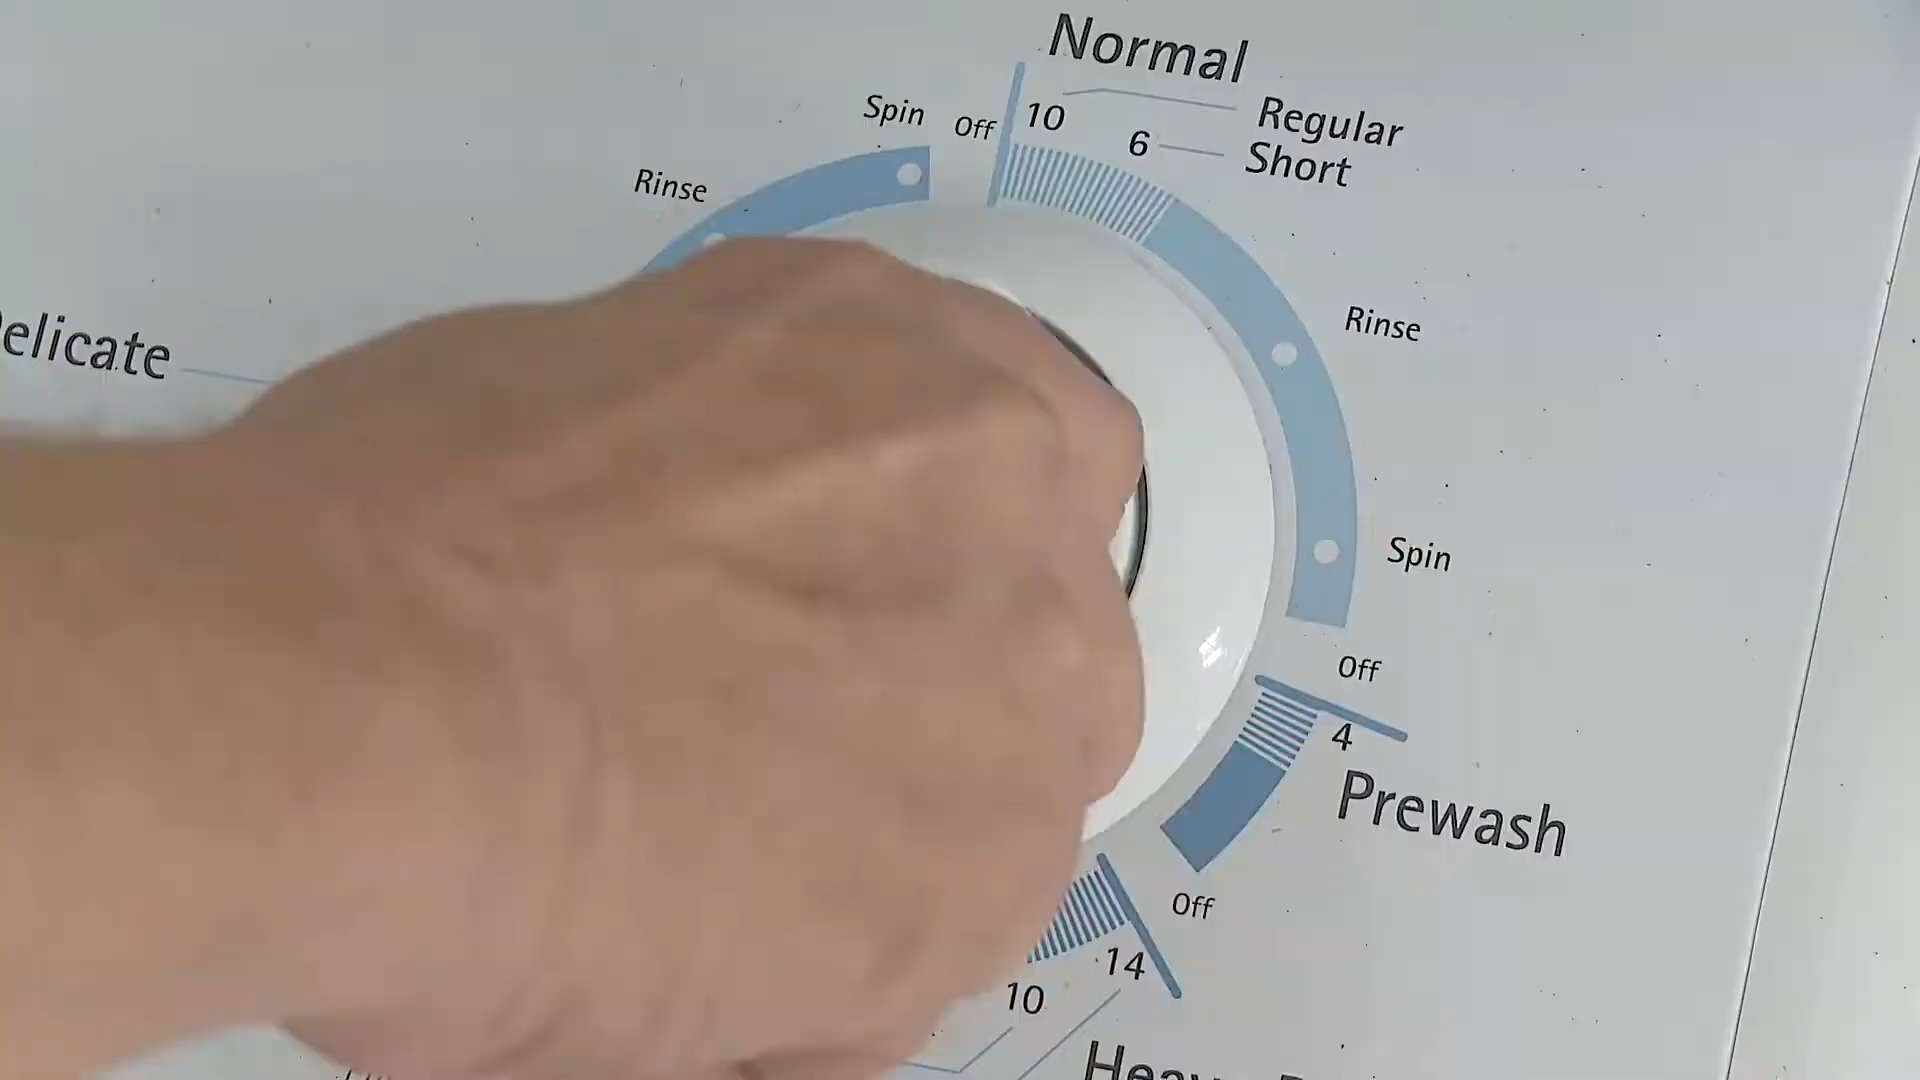 Normal
Regular
Short
10
6
Off
Spin
Rinse
elicate
Rinse
Spin
Off
4
Prewash
Off
14
10